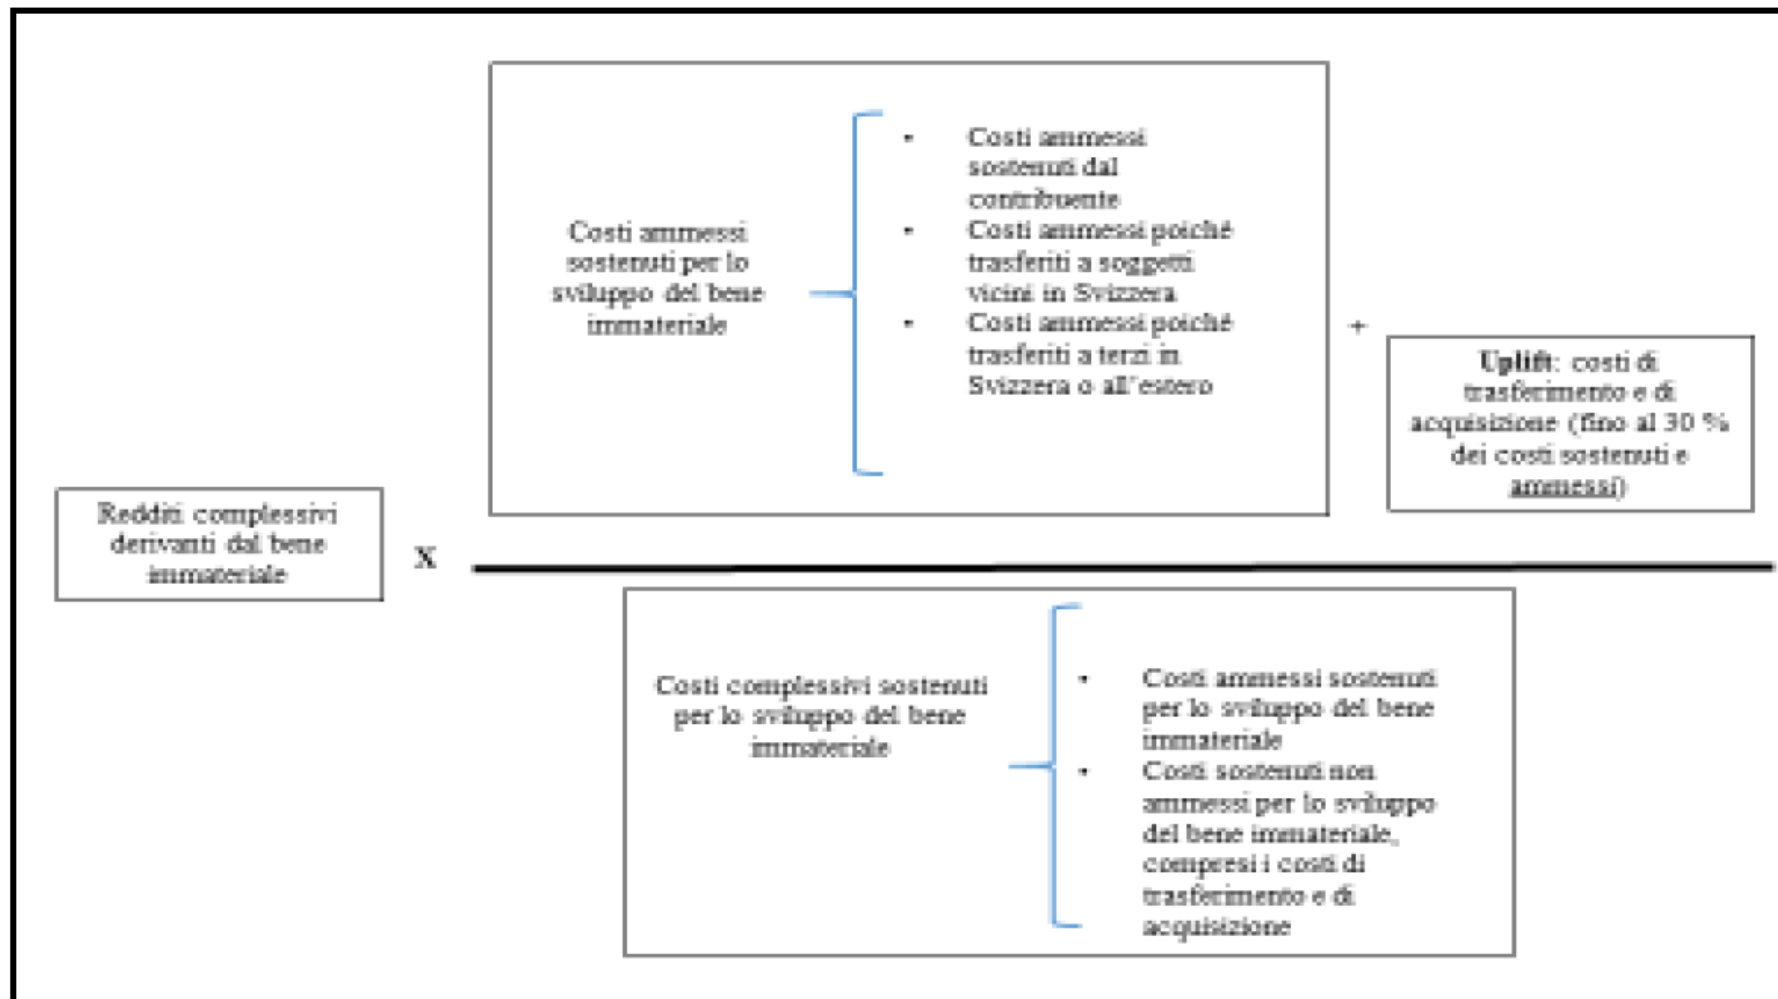 Costi ammessi
sostenuti per lo
sviluppo del bene
immateriale
• Costi ammessi
sostenuti dal
contribuente
• Costi ammessi poiché
trasferiti a soggetti
vicini in Svizzera
• Costi ammessi poiché
trasferiti a terzi in
Svizzera o all'estero
+
Uplift: costi di
trasferimento e di
acquisizione (fino al 30 %
dei costi sostenuti e
ammessi)
Redditi complessivi
derivanti dal bene
immateriale
X
Costi complessivi sostenuti
per lo sviluppo del bene
immateriale
• Costi ammessi sostenuti
per lo sviluppo del bene
immateriale
• Costi sostenuti non
ammessi per lo sviluppo
del bene immateriale,
compresi i costi di
trasferimento e di
acquisizione